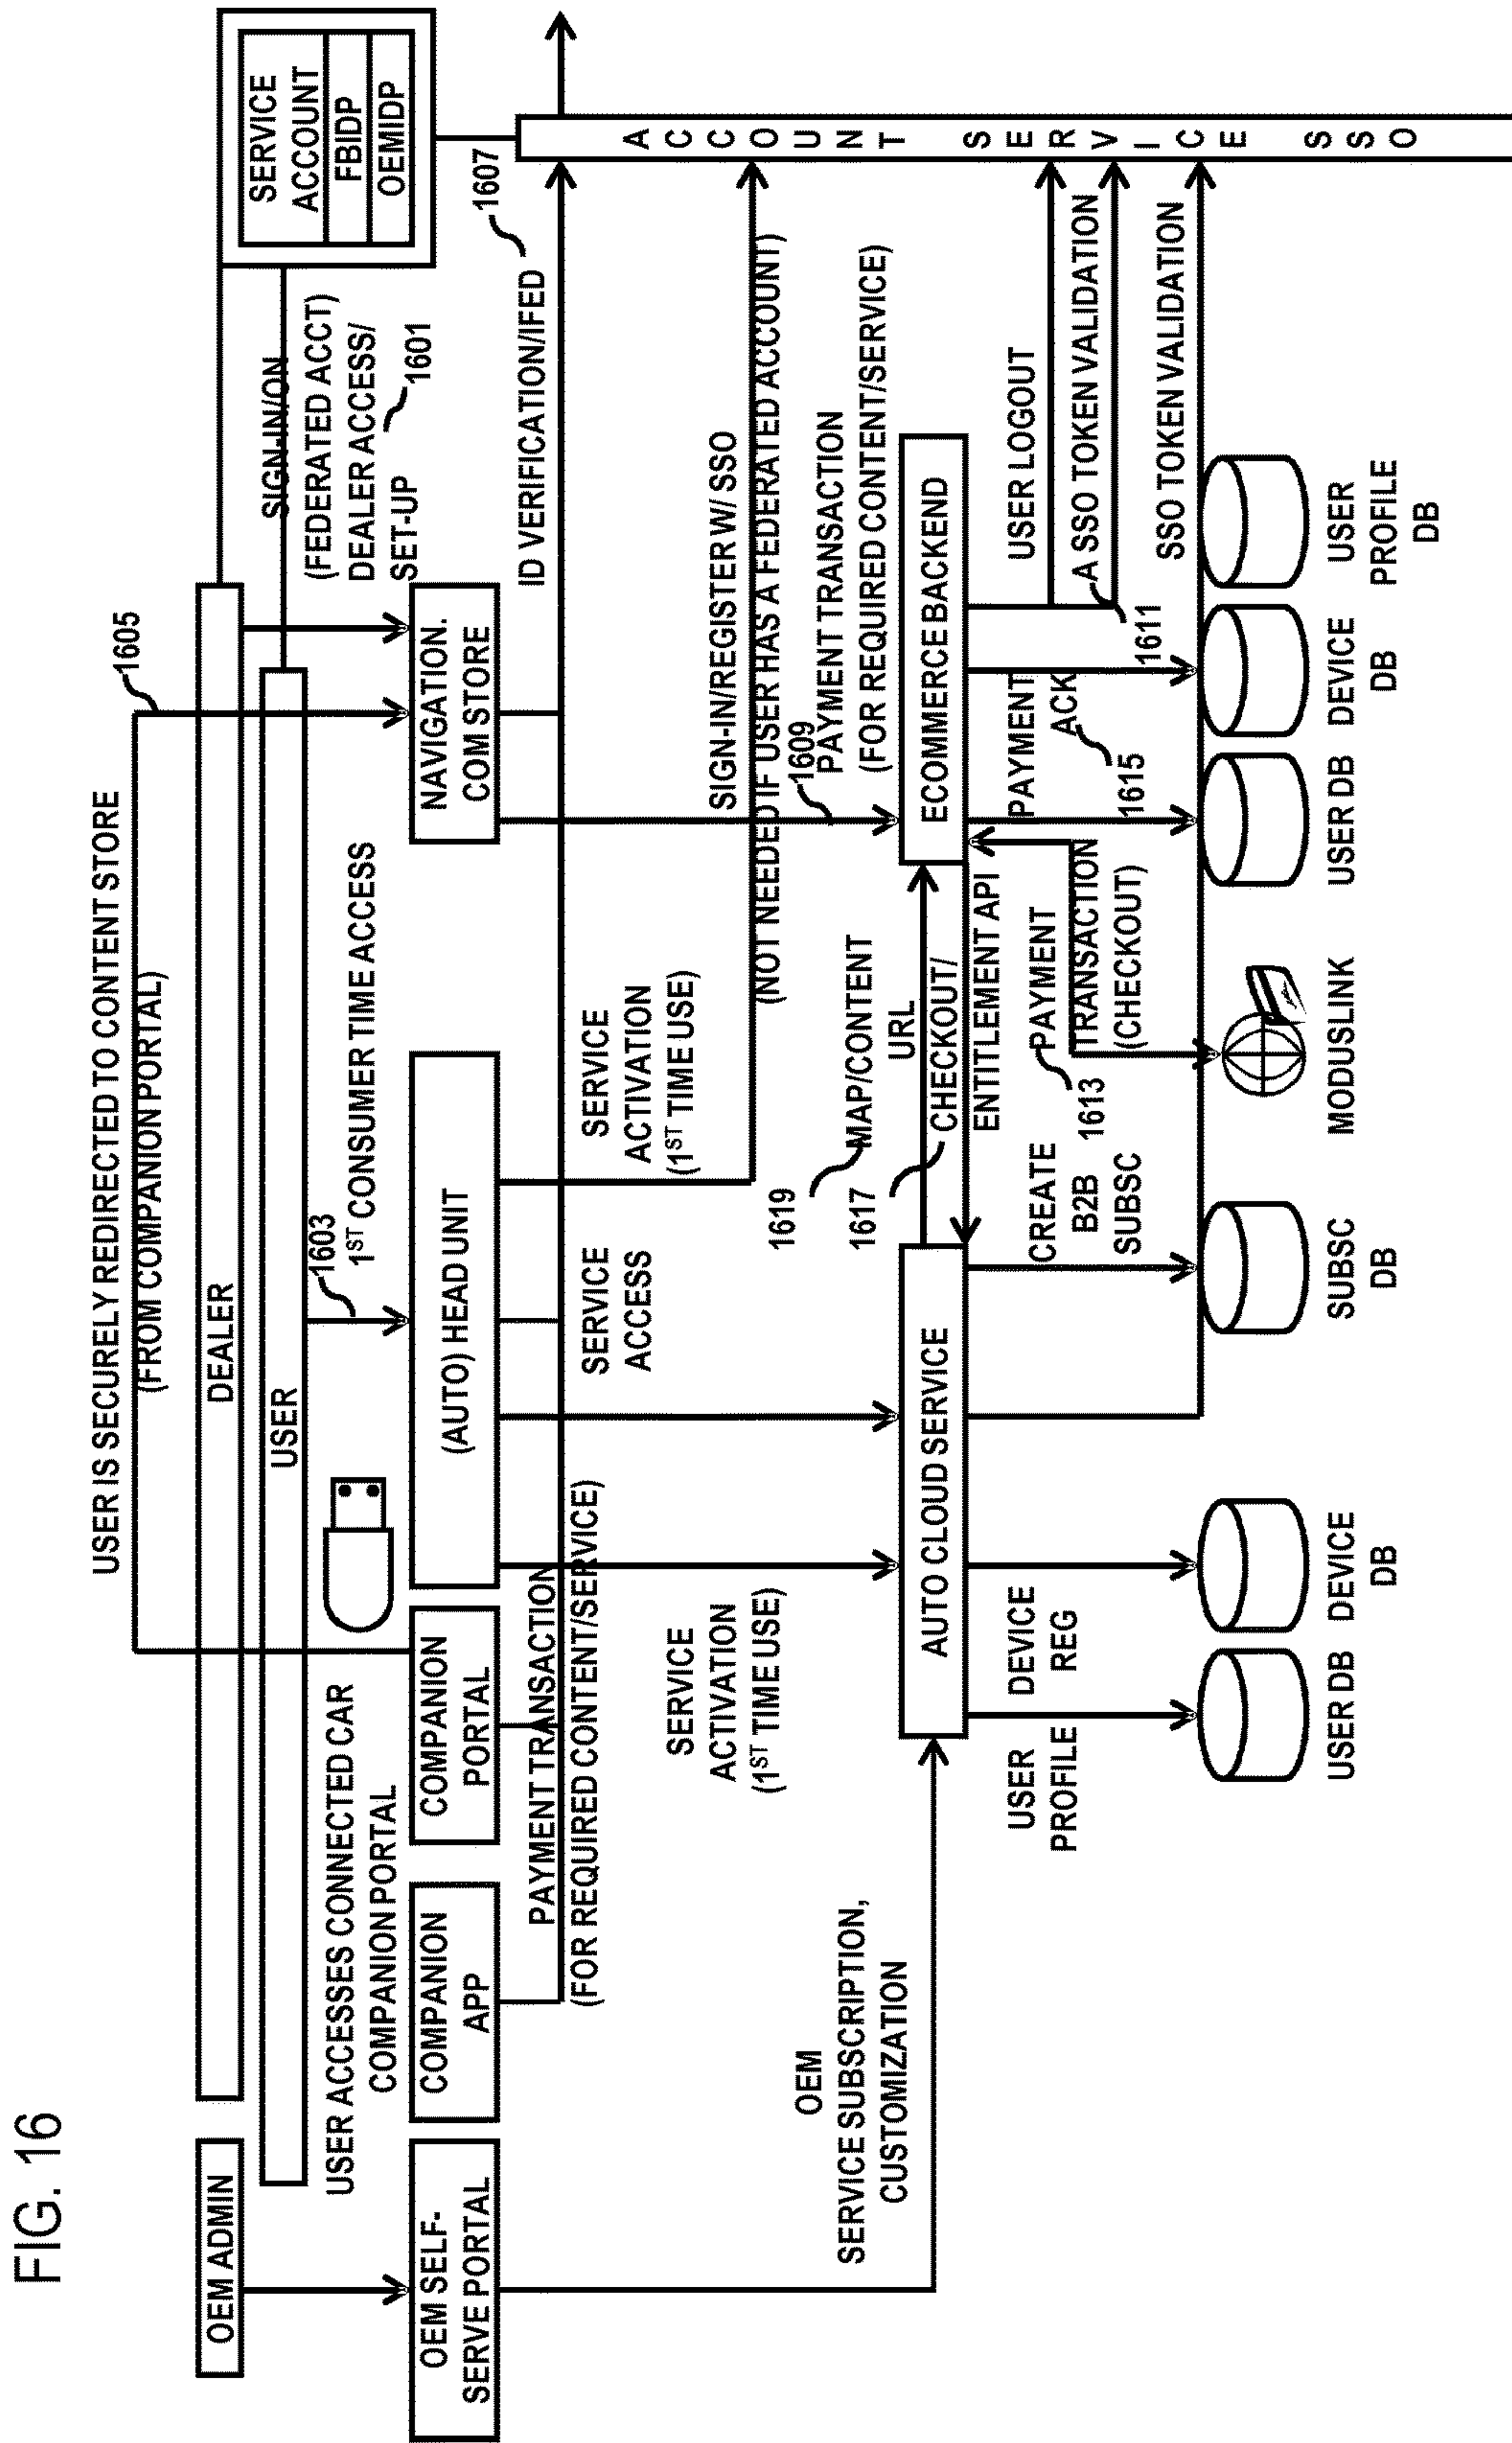 FIG. 16
USER IS SECURELY REDIRECTED TO CONTENT STORE
(FROM COMPANION PORTAL)
1605
OEM ADMIN
DEALER
USER
SERVICE
ACCOUNT
FBIDP
OEMIDP
SIGN-IN/ON
(FEDERATED ACCT)
DEALER ACCESS/
SET-UP
1601
USER ACCESSES CONNECTED CAR
COMPANION PORTAL
1603
1ST CONSUMER TIME ACCESS
OEM SELF-
SERVE PORTAL
COMPANION
APP
COMPANION
PORTAL
(AUTO) HEAD UNIT
NAVIGATION.
COM STORE
1607
ID VERIFICATION/IFED
PAYMENT TRANSACTION
(FOR REQUIRED CONTENT/SERVICE)
SERVICE
ACCESS
SERVICE
ACTIVATION
(1ST TIME USE)
SERVICE
ACTIVATION
(1ST TIME USE)
SIGN-IN/REGISTER W/ SSO
(NOT NEEDED IF USER HAS A FEDERATED ACCOUNT)
1609
PAYMENT TRANSACTION
(FOR REQUIRED CONTENT/SERVICE)
OEM
SERVICE SUBSCRIPTION,
CUSTOMIZATION
1619
MAP/CONTENT
URL
1617
CHECKOUT/
ENTITLEMENT API
AUTO CLOUD SERVICE
ECOMMERCE BACKEND
USER
PROFILE
DEVICE
REG
CREATE
B2B
SUBSC
1613
PAYMENT
TRANSACTION
(CHECKOUT)
PAYMENT
ACK
1615
USER LOGOUT
A SSO TOKEN VALIDATION
1611
SSO TOKEN VALIDATION
ACCOUNT SERVICE SSO
USER DB
DEVICE
DB
SUBSC
DB
MODUSLINK
USER DB
DEVICE
DB
USER
PROFILE
DB